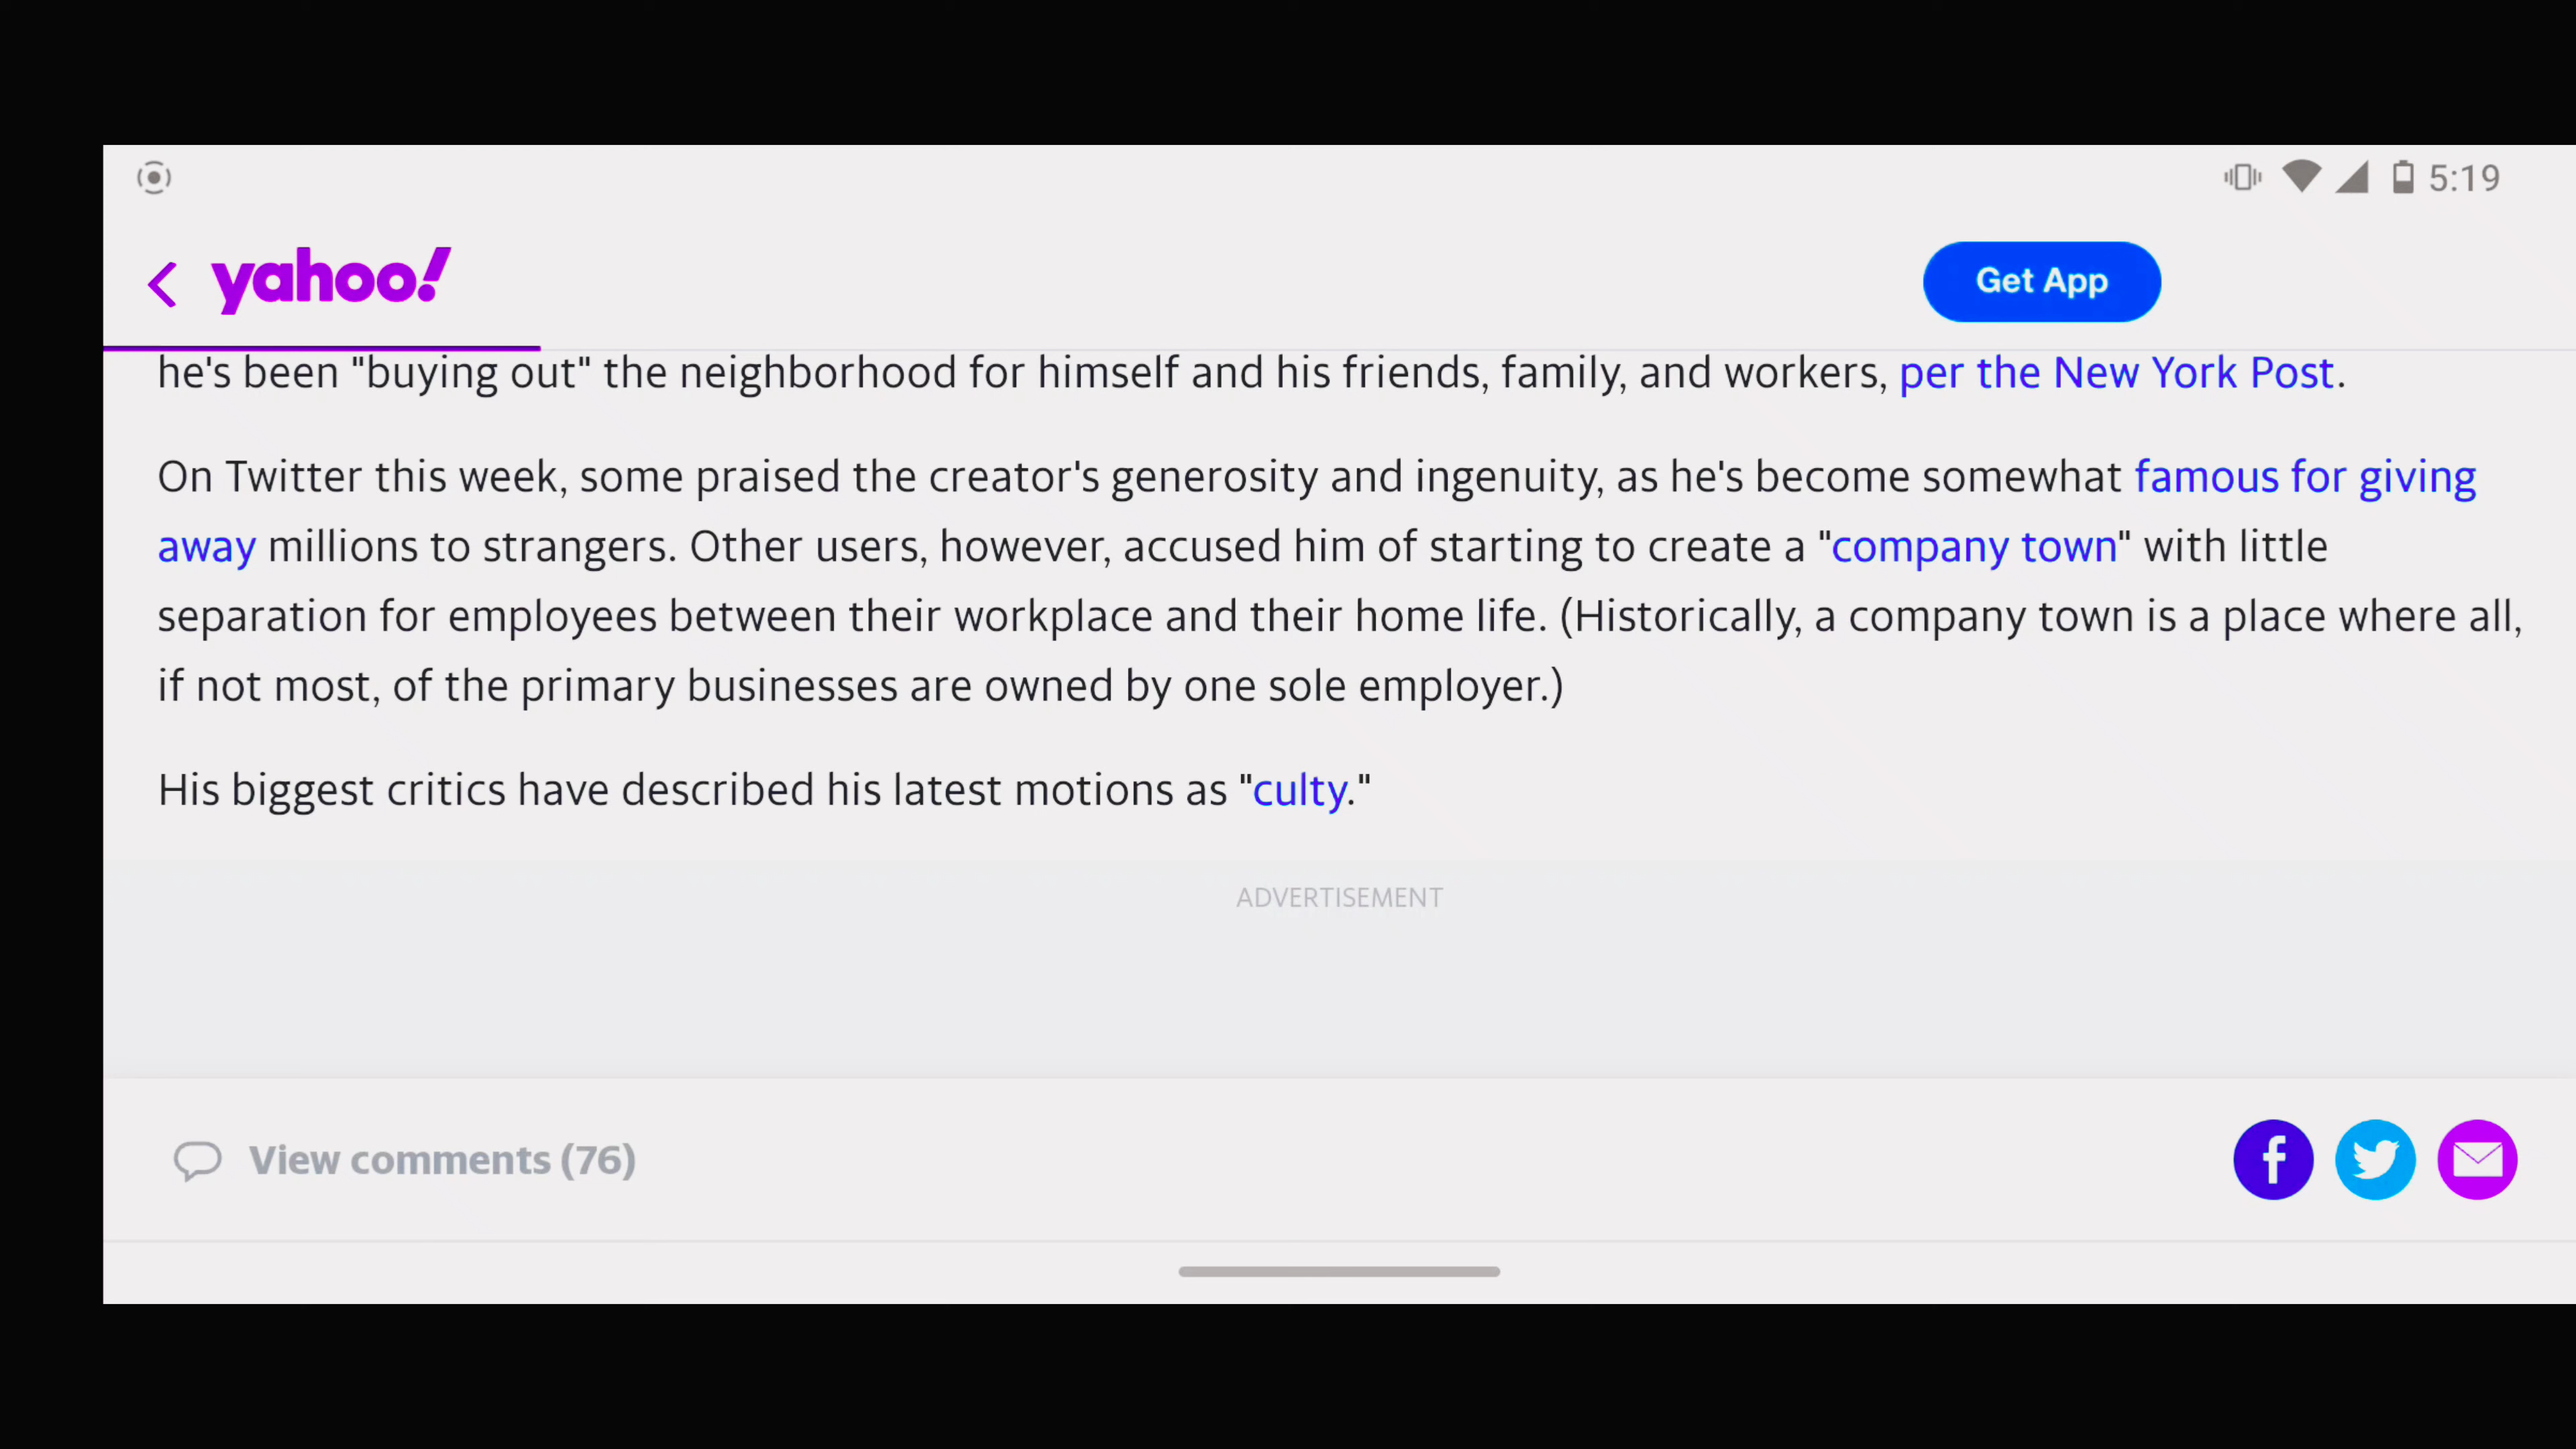 5:19
yahoo!
Get App
he's been "buying out" the neighborhood for himself and his friends, family, and workers, per the New York Post.
On Twitter this week, some praised the creator's generosity and ingenuity, as he's become somewhat famous for giving
away millions to strangers. Other users, however, accused him of starting to create a "company town" with little
separation for employees between their workplace and their home life. (Historically, a company town is a place where all,
if not most, of the primary businesses are owned by one sole employer.)
His biggest critics have described his latest motions as "culty."
ADVERTISEMENT
View comments (76)